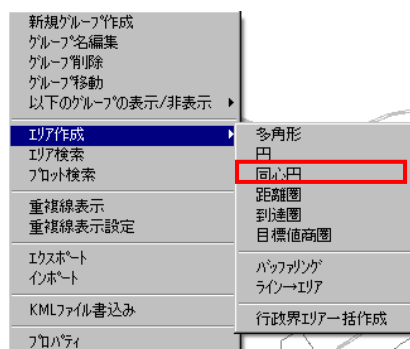 新規ｸﾞﾙｰﾌﾟ作成
ｸﾞﾙｰﾌﾟ名編集
ｸﾞﾙｰﾌﾟ削除
ｸﾞﾙｰﾌﾟ移動
以下のｸﾞﾙｰﾌﾟの表示/非表示
ｴﾘｱ作成
ｴﾘｱ検索
ﾌﾟﾛｯﾄ検索
重複線表示
重複線表示設定
ｴｸｽﾎﾟｰﾄ
ｲﾝﾎﾟｰﾄ
KMLﾌｧｲﾙ書込み
ﾌﾟﾛﾊﾟﾃｨ
多角形
円
同心円
距離圏
到達圏
目標値商圏
ﾊﾞｯﾌｧﾘﾝｸﾞ
ﾗｲﾝ→ｴﾘｱ
行政界ｴﾘｱ一括作成